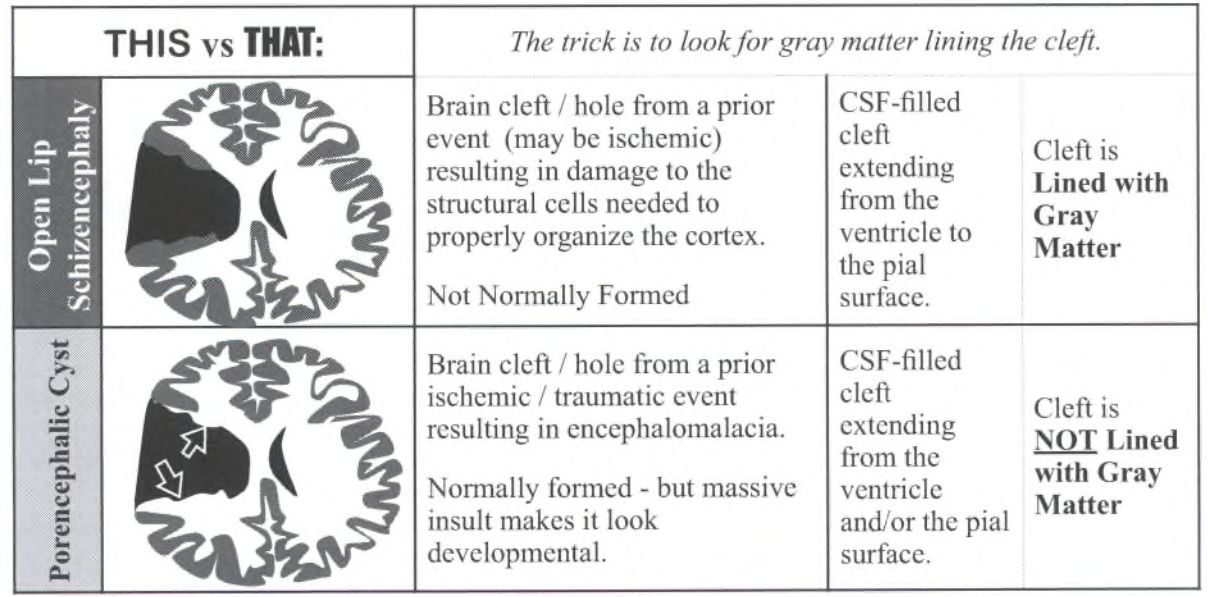 THIS vs THAT:
The trick is to look for gray matter lining the cleft.
Open Lip
Schizencephaly
Brain cleft / hole from a prior
event (may be ischemic)
resulting in damage to the
structural cells needed to
properly organize the cortex.
Not Normally Formed
CSF-filled
cleft
extending
from the
ventricle to
the pial
surface.
Cleft is
Lined with
Gray
Matter
Porencephalic Cyst
Brain cleft / hole from a prior
ischemic / traumatic event
resulting in encephalomalacia.
Normally formed - but massive
insult makes it look
developmental.
CSF-filled
cleft
extending
from the
ventricle
and/or the pial
surface.
Cleft is
NOT Lined
with Gray
Matter